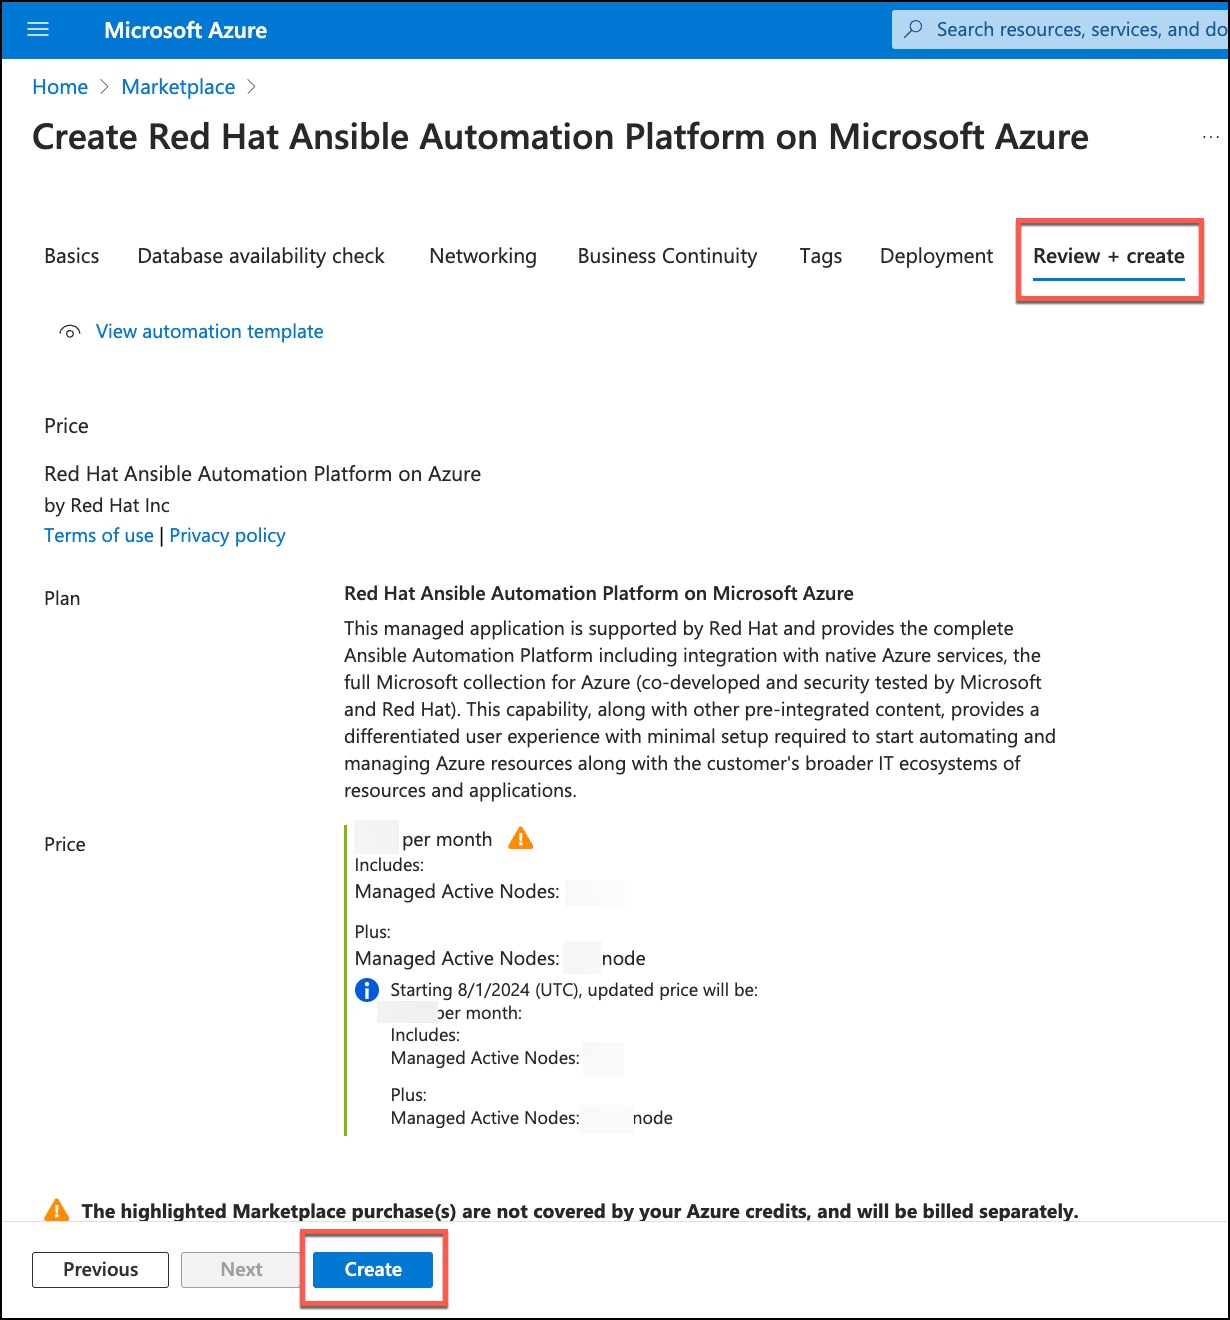 Microsoft Azure
Search resources, services, and do
Home > Marketplace >
Create Red Hat Ansible Automation Platform on Microsoft Azure
...
Basics Database availability check Networking Business Continuity Tags Deployment Review + create
View automation template
Price
Red Hat Ansible Automation Platform on Azure
by Red Hat Inc
Terms of use | Privacy policy
Plan
Red Hat Ansible Automation Platform on Microsoft Azure
This managed application is supported by Red Hat and provides the complete
Ansible Automation Platform including integration with native Azure services, the
full Microsoft collection for Azure (co-developed and security tested by Microsoft
and Red Hat). This capability, along with other pre-integrated content, provides a
differentiated user experience with minimal setup required to start automating and
managing Azure resources along with the customer's broader IT ecosystems of
resources and applications.
Price
per month
Includes:
Managed Active Nodes:
Plus:
Managed Active Nodes: node
Starting 8/1/2024 (UTC), updated price will be:
per month:
Includes:
Managed Active Nodes:
Plus:
Managed Active Nodes: node
The highlighted Marketplace purchase(s) are not covered by your Azure credits, and will be billed separately.
Previous Next Create